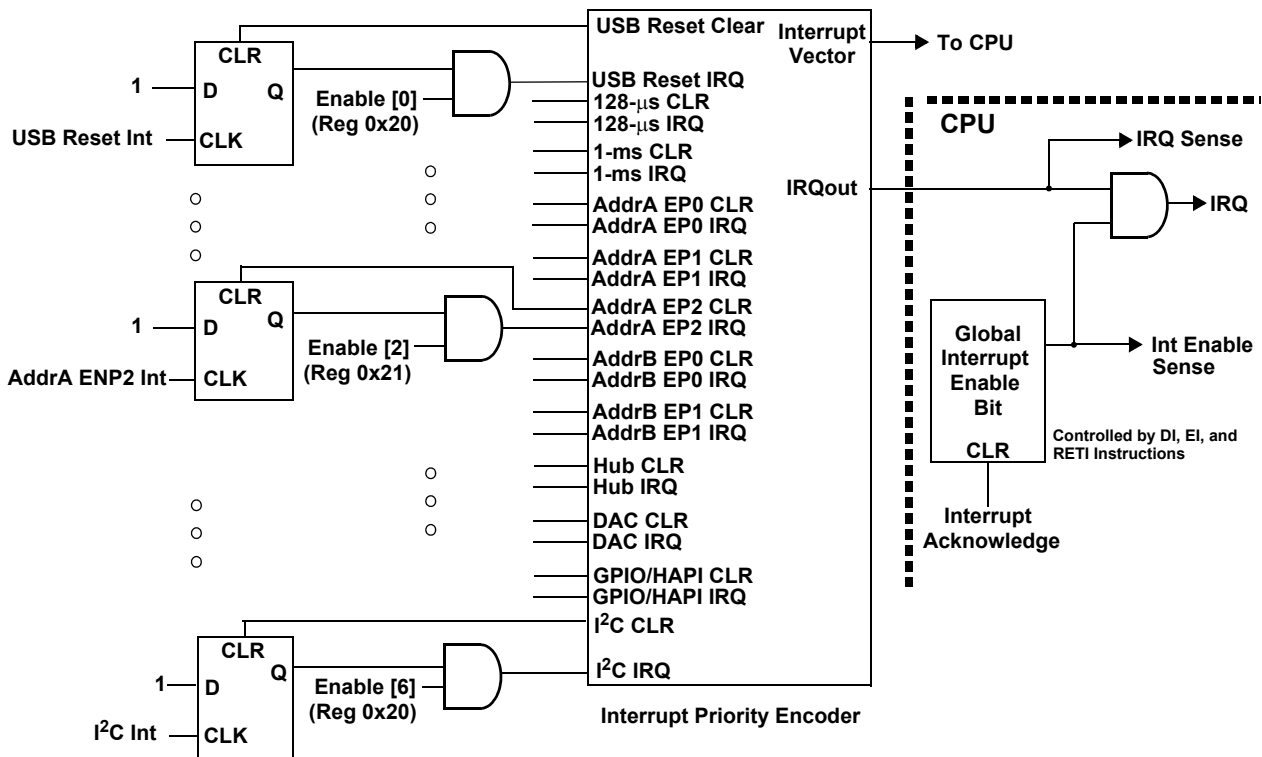 CLR
1
D
Q
USB Reset Int
CLK
Enable [0]
(Reg 0x20)
CLR
1
D
Q
AddrA ENP2 Int
CLK
Enable [2]
(Reg 0x21)
CLR
1
D
Q
I²C Int
CLK
Enable [6]
(Reg 0x20)
USB Reset Clear
USB Reset IRQ
128-μs CLR
128-μs IRQ
1-ms CLR
1-ms IRQ
AddrA EP0 CLR
AddrA EP0 IRQ
AddrA EP1 CLR
AddrA EP1 IRQ
AddrA EP2 CLR
AddrA EP2 IRQ
AddrB EP0 CLR
AddrB EP0 IRQ
AddrB EP1 CLR
AddrB EP1 IRQ
Hub CLR
Hub IRQ
DAC CLR
DAC IRQ
GPIO/HAPI CLR
GPIO/HAPI IRQ
I²C CLR
I²C IRQ
Interrupt
Vector
IRQout
Interrupt Priority Encoder
To CPU
CPU
IRQ Sense
IRQ
Global
Interrupt
Enable
Bit
CLR
Int Enable
Sense
Controlled by DI, EI, and
RETI Instructions
Interrupt
Acknowledge